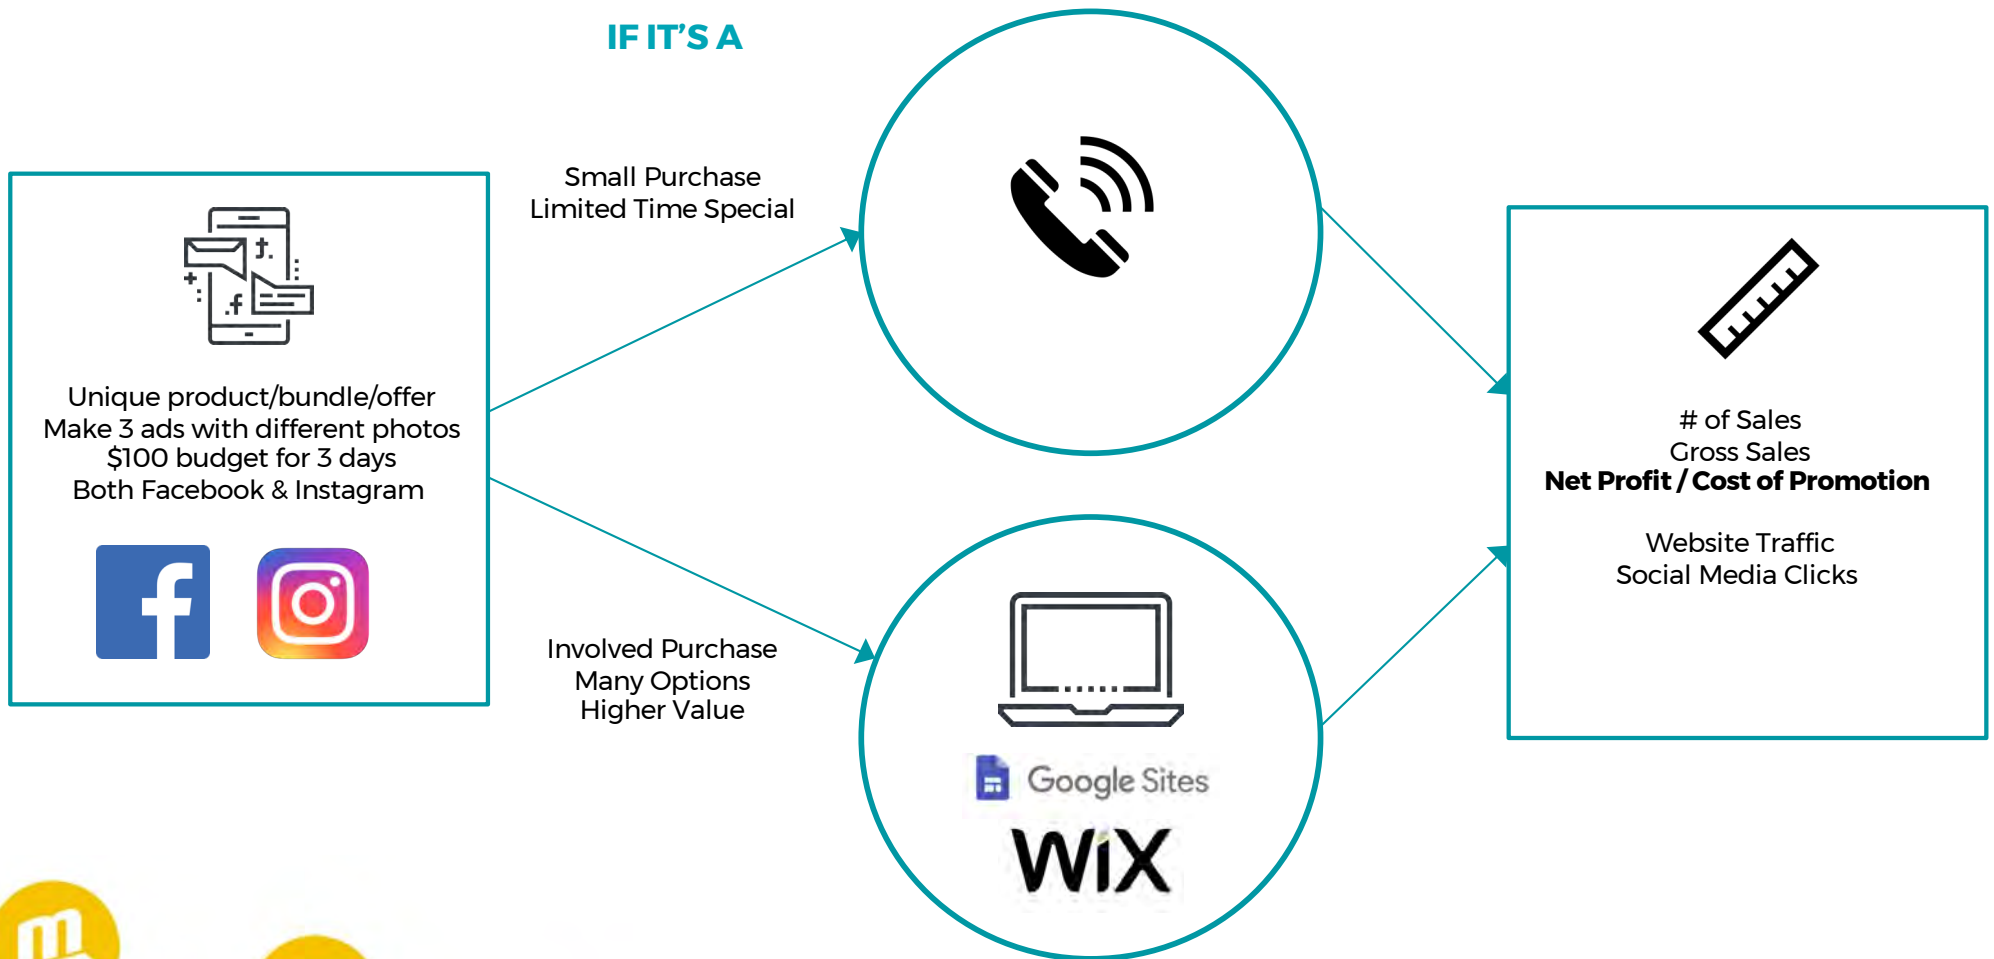 IF IT'S A
Small Purchase
Limited Time Special
Unique product/bundle/offer
Make 3 ads with different photos
$100 budget for 3 days
Both Facebook & Instagram
Involved Purchase
Many Options
Higher Value
Google Sites
WiX
# of Sales
Gross Sales
Net Profit / Cost of Promotion
Website Traffic
Social Media Clicks